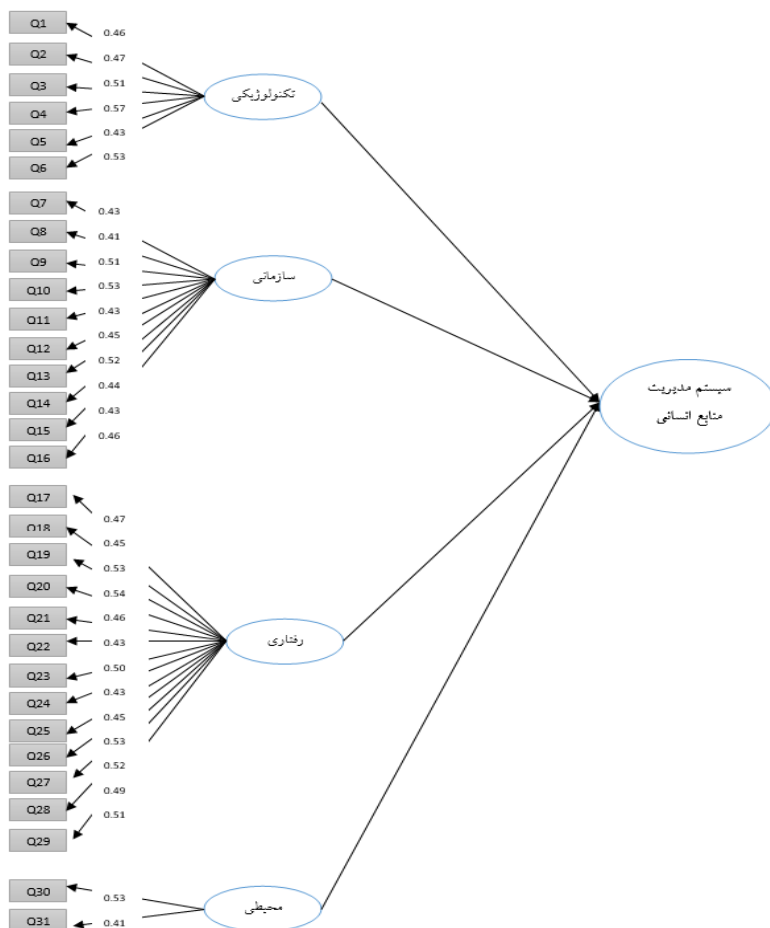 Q1
0.46
Q2
0.47
Q3
0.51
Q4
0.57
Q5
0.43
Q6
0.53
تکنولوژیکی
Q7
0.43
Q8
0.41
Q9
0.51
Q10
0.53
Q11
0.43
Q12
0.45
Q13
0.52
Q14
0.44
Q15
0.43
Q16
0.46
سازمانی
سیستم مدیریت
منابع انسانی
Q17
0.47
Q18
0.45
Q19
0.53
Q20
0.54
Q21
0.46
Q22
0.43
Q23
0.50
Q24
0.43
Q25
0.45
Q26
0.53
Q27
0.52
Q28
0.49
Q29
0.51
رفتاری
Q30
0.53
Q31
0.41
محیطی